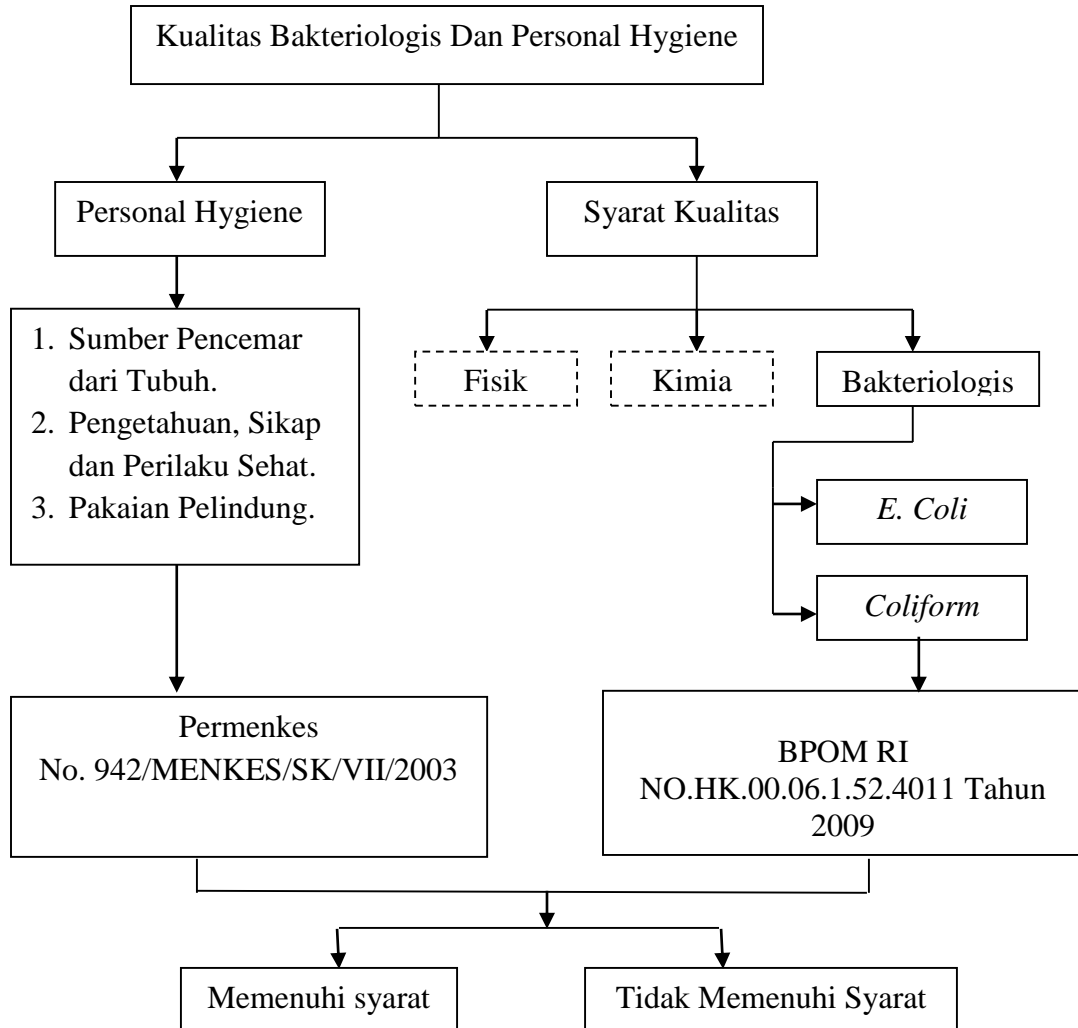 Kualitas Bakteriologis Dan Personal Hygiene
Personal Hygiene
Syarat Kualitas
1. Sumber Pencemar
dari Tubuh.
2. Pengetahuan, Sikap
dan Perilaku Sehat.
3. Pakaian Pelindung.
Fisik
Kimia
Bakteriologis
E. Coli
Coliform
Permenkes
No. 942/MENKES/SK/VII/2003
BPOM RI
NO.HK.00.06.1.52.4011 Tahun
2009
Memenuhi syarat
Tidak Memenuhi Syarat